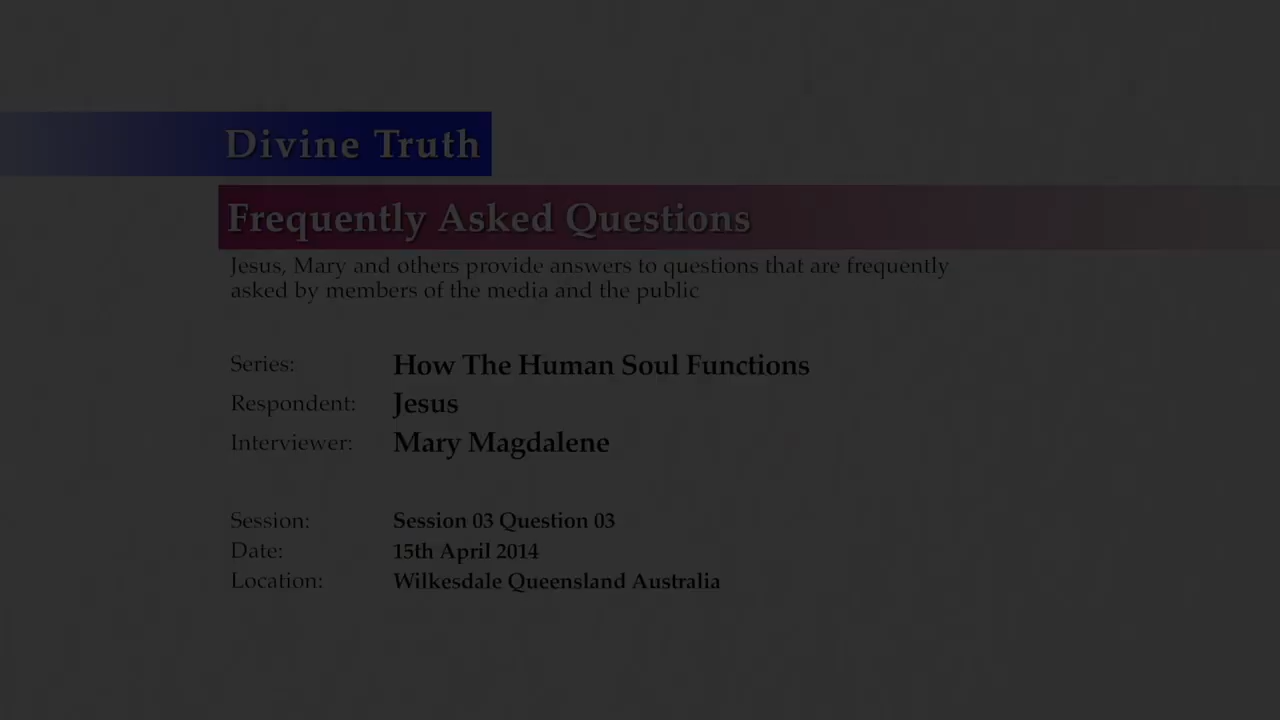 Divine Truth
Frequently Asked Questions
Jesus, Mary and others provide answers to questions that are frequently
asked by members of the media and the public
Series: How The Human Soul Functions
Respondent: Jesus
Interviewer: Mary Magdalene
Session: Session 03 Question 03
Date: 15th April 2014
Location: Wilkesdale Queensland Australia